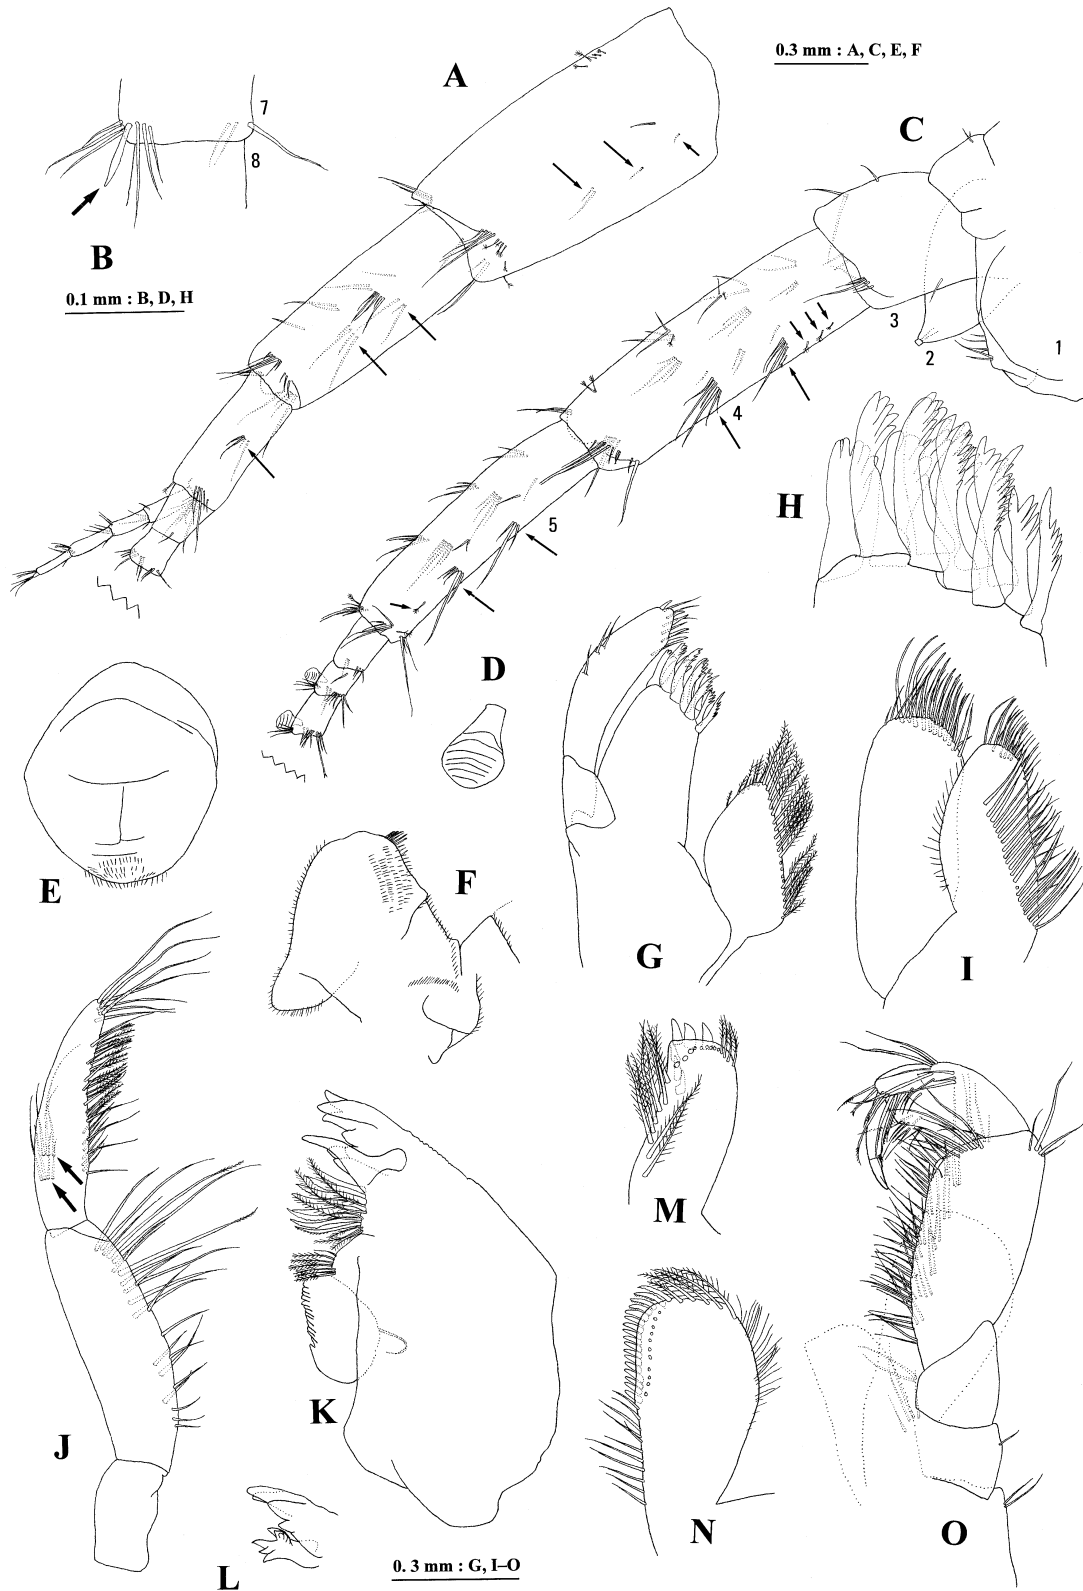 A
0.3 mm : A, C, E, F
7
8
B
0.1 mm : B, D, H
C
3
2
1
4
5
H
D
E
F
G
I
J
K
L
M
N
O
0. 3 mm : G, I–O